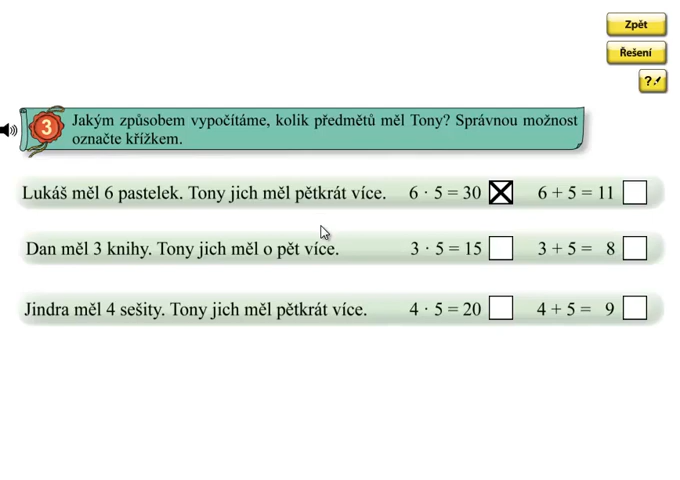 Zpět
Řešení
?
3
Jakým způsobem vypočítáme, kolik předmětů měl Tony? Správnou možnost
označte křížkem.
Lukáš měl 6 pastelek. Tony jich měl pětkrát více. 6 · 5 = 30 6 + 5 = 11
Dan měl 3 knihy. Tony jich měl o pět více. 3 · 5 = 15 3 + 5 = 8
Jindra měl 4 sešity. Tony jich měl pětkrát více. 4 · 5 = 20 4 + 5 = 9